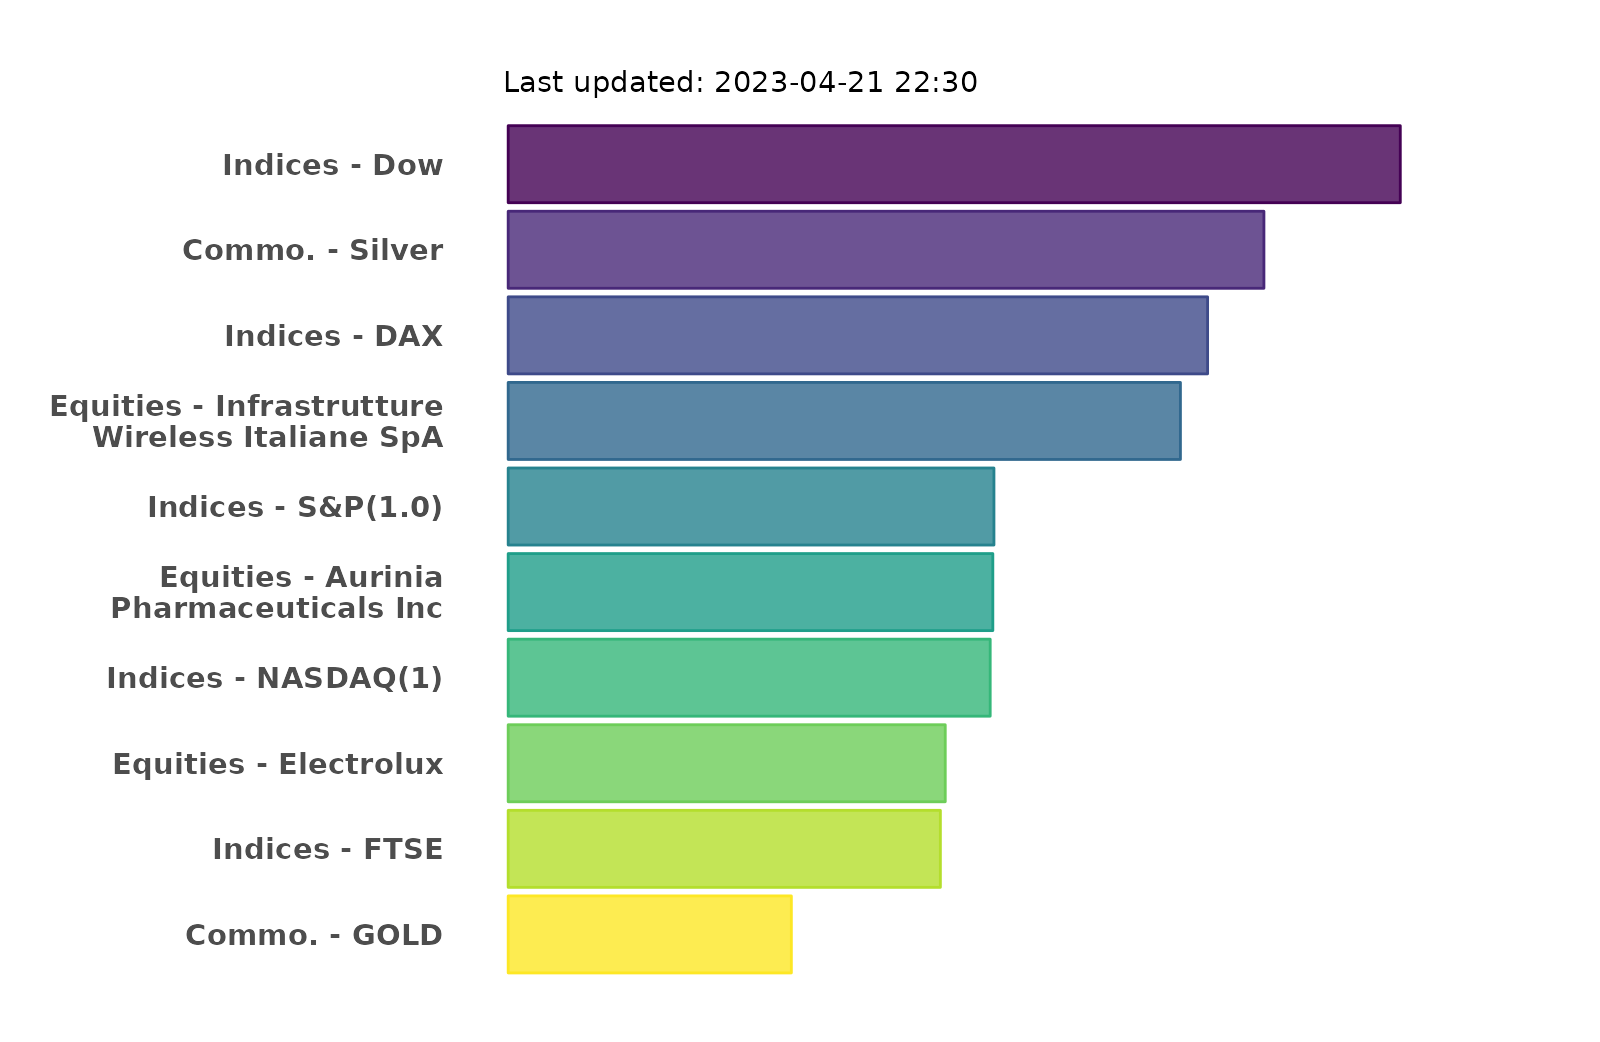 Last updated: 2023-04-21 22:30
Indices - Dow
Commo. - Silver
Indices - DAX
Equities - Infrastrutture
Wireless Italiane SpA
Indices - S&P(1.0)
Equities - Aurinia
Pharmaceuticals Inc
Indices - NASDAQ(1)
Equities - Electrolux
Indices - FTSE
Commo. - GOLD